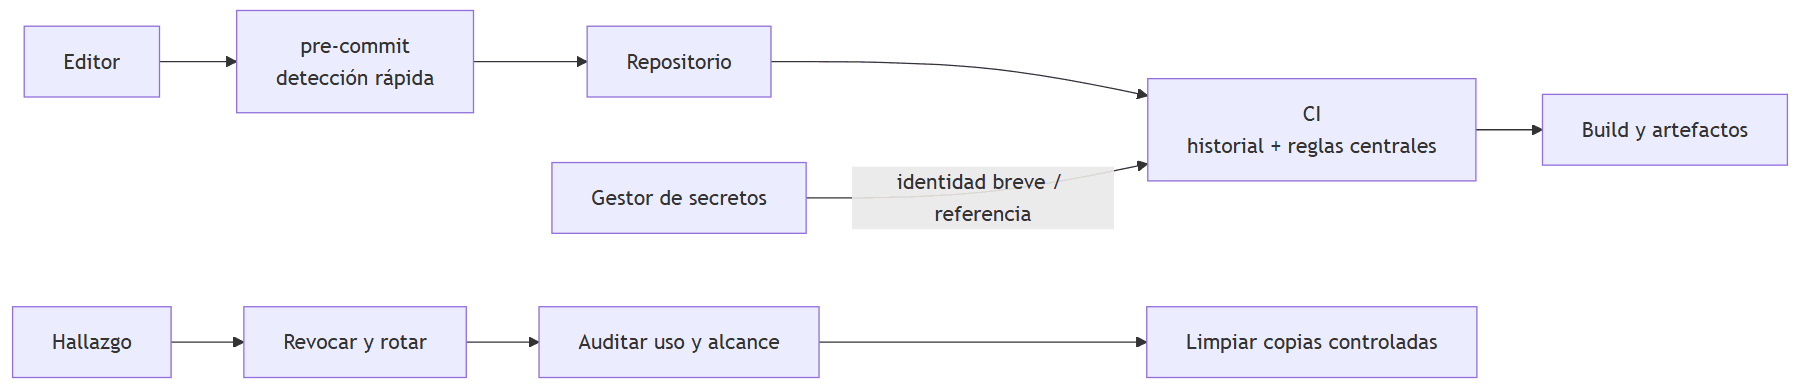 Editor
pre-commit
detección rápida
Repositorio
CI
historial + reglas centrales
Build y artefactos
Gestor de secretos
identidad breve /
referencia
Hallazgo
Revocar y rotar
Auditar uso y alcance
Limpiar copias controladas